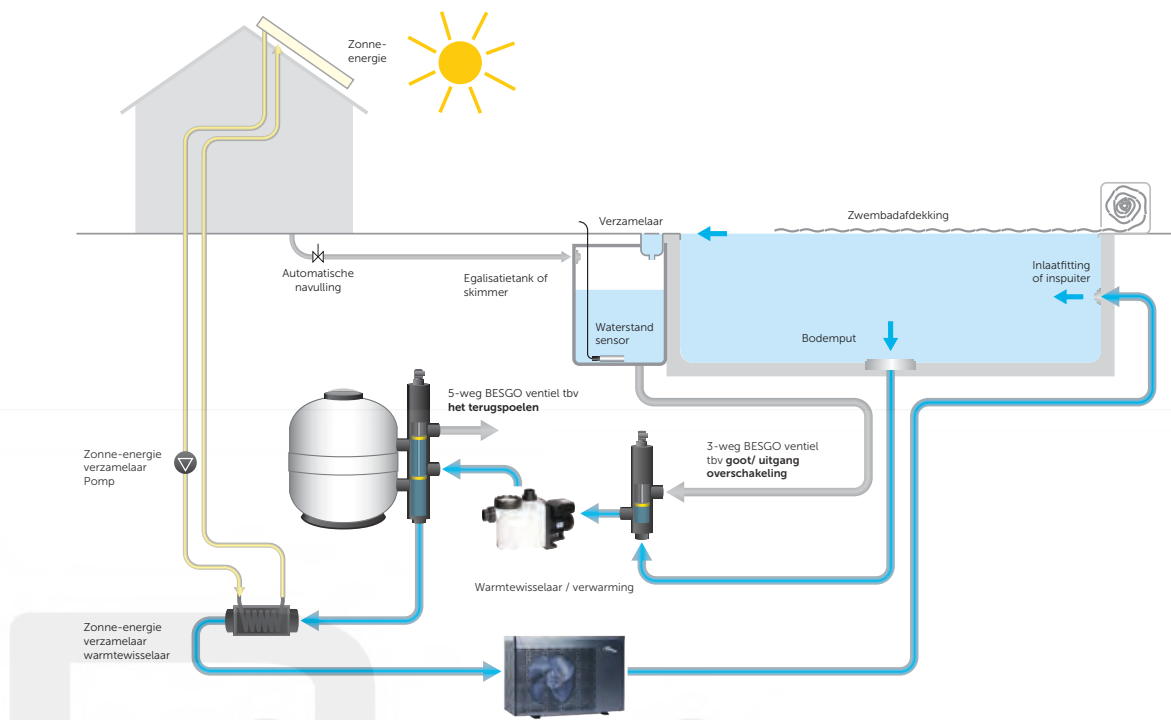 Zonne-
energie
Verzamelaar
Zwembadafdekking
Automatische
navulling
Egalisatietank of
skimmer
Inlaatfitting
of inspuiter
Waterstand
sensor
Bodemput
5-weg BESGO ventiel tbv
het terugspoelen
3-weg BESGO ventiel
tbv goot/ uitgang
overschakeling
Zonne-energie
verzamelaar
Pomp
Warmtewisselaar / verwarming
Zonne-energie
verzamelaar
warmtewisselaar